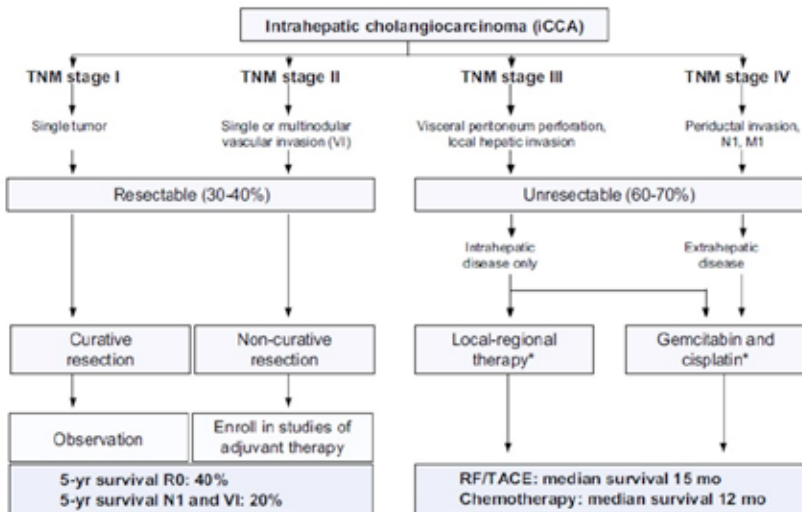 Intrahepatic cholangiocarcinoma (iCCA)
TNM stage I
TNM stage II
TNM stage III
TNM stage IV
Single tumor
Single or multinodular
vascular invasion (VI)
Visceral peritoneum perforation,
local hepatic invasion
Periductal invasion,
N1, M1
Resectable (30-40%)
Unresectable (60-70%)
Intrahepatic
disease only
Extrahepatic
disease
Curative
resection
Non-curative
resection
Local-regional
therapy*
Gemcitabin and
cisplatin*
Observation
Enroll in studies of
adjuvant therapy
5-yr survival R0: 40%
5-yr survival N1 and VI: 20%
RF/TACE: median survival 15 mo
Chemotherapy: median survival 12 mo